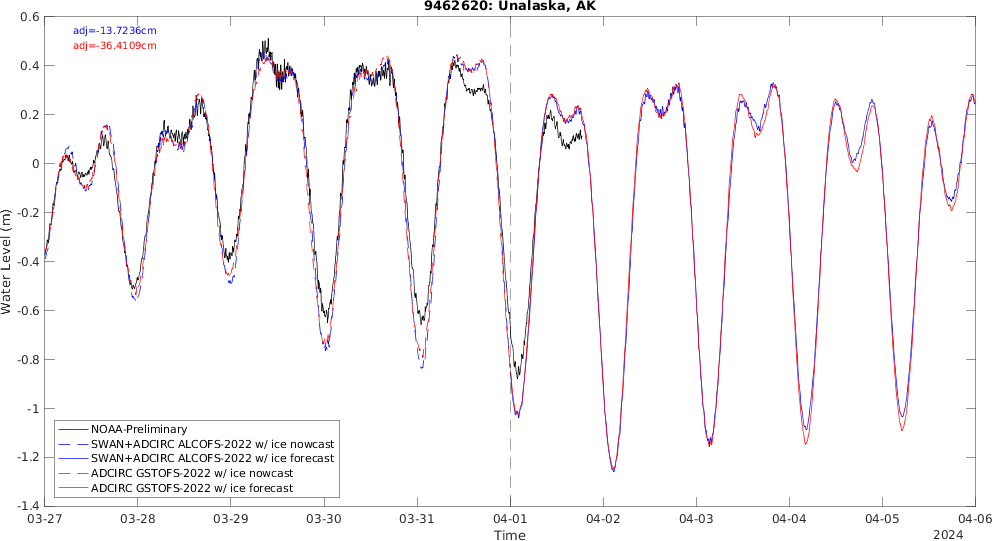 9462620: Unalaska, AK
adj=-13.7236cm
adj=-36.4109cm
0.6
0.4
0.2
0
-0.2
-0.4
-0.6
-0.8
-1
-1.2
-1.4
Water Level (m)
NOAA-Preliminary
SWAN+ADCIRC ALCOFS-2022 w/ ice nowcast
SWAN+ADCIRC ALCOFS-2022 w/ ice forecast
ADCIRC GSTOFS-2022 w/ ice nowcast
ADCIRC GSTOFS-2022 w/ ice forecast
03-27 03-28 03-29 03-30 03-31 04-01 04-02 04-03 04-04 04-05 04-06
Time
2024